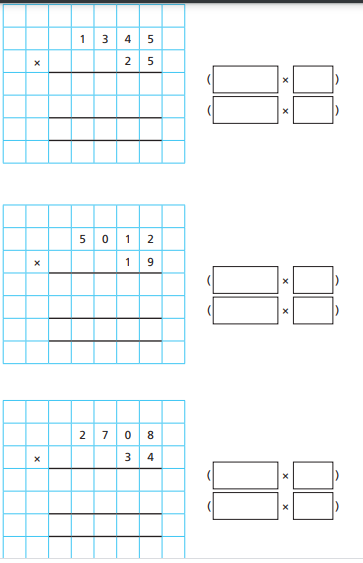 1 3 4 5
× 2 5
( × )
( × )
5 0 1 2
× 1 9
( × )
( × )
2 7 0 8
× 3 4
( × )
( × )